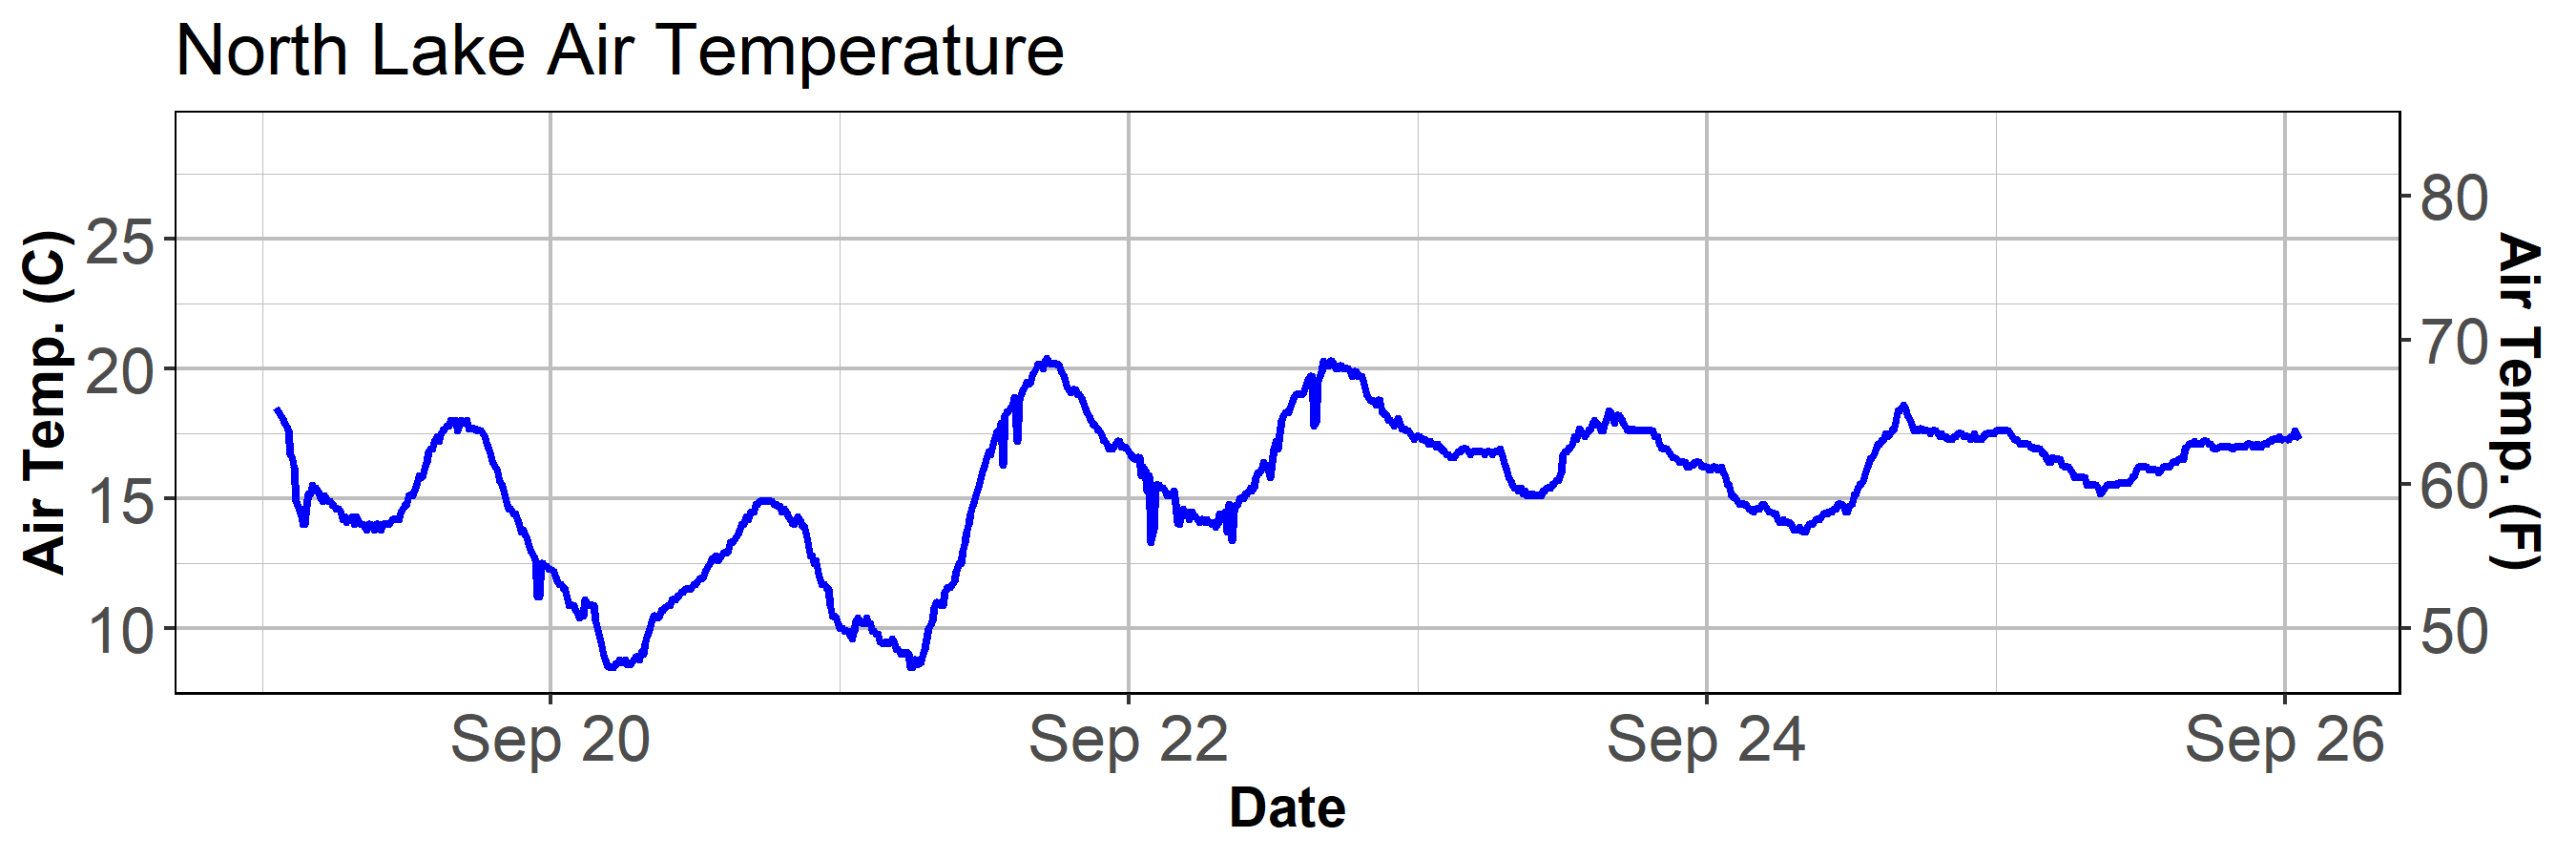 North Lake Air Temperature
Air Temp. (C)
25
20
15
10
80
70
60
50
Air Temp. (F)
Sep 20
Sep 22
Sep 24
Sep 26
Date